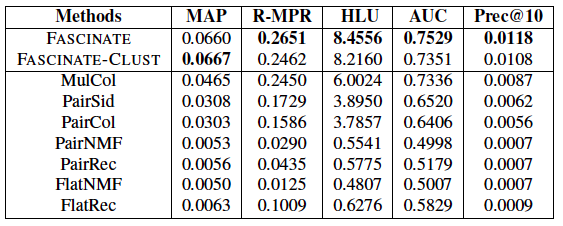 Methods MAP R-MPR HLU AUC Prec@10
FASCINATE 0.0660 0.2651 8.4556 0.7529 0.0118
FASCINATE-CLUST 0.0667 0.2462 8.2160 0.7351 0.0108
MulCol 0.0465 0.2450 6.0024 0.7336 0.0087
PairSid 0.0308 0.1729 3.8950 0.6520 0.0062
PairCol 0.0303 0.1586 3.7857 0.6406 0.0056
PairNMF 0.0053 0.0290 0.5541 0.4998 0.0007
PairRec 0.0056 0.0435 0.5775 0.5179 0.0007
FlatNMF 0.0050 0.0125 0.4807 0.5007 0.0007
FlatRec 0.0063 0.1009 0.6276 0.5829 0.0009